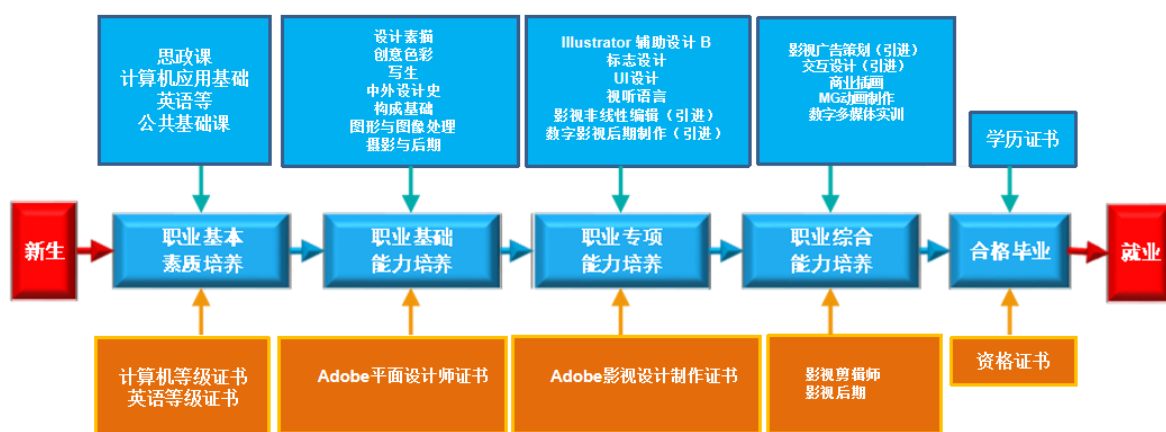 思政课
计算机应用基础
英语等
公共基础课
设计素描
创意色彩
写生
中外设计史
构成基础
图形与图像处理
摄影与后期
Illustrator 辅助设计 B
标志设计
UI设计
视听语言
影视非线性编辑（引进）
数字影视后期制作（引进）
影视广告策划（引进）
交互设计（引进）
商业插画
MG动画制作
数字多媒体实训
学历证书
新生
职业基本
素质培养
职业基础
能力培养
职业专项
能力培养
职业综合
能力培养
合格毕业
就业
计算机等级证书
英语等级证书
Adobe平面设计师证书
Adobe影视设计制作证书
影视剪辑师
影视后期
资格证书